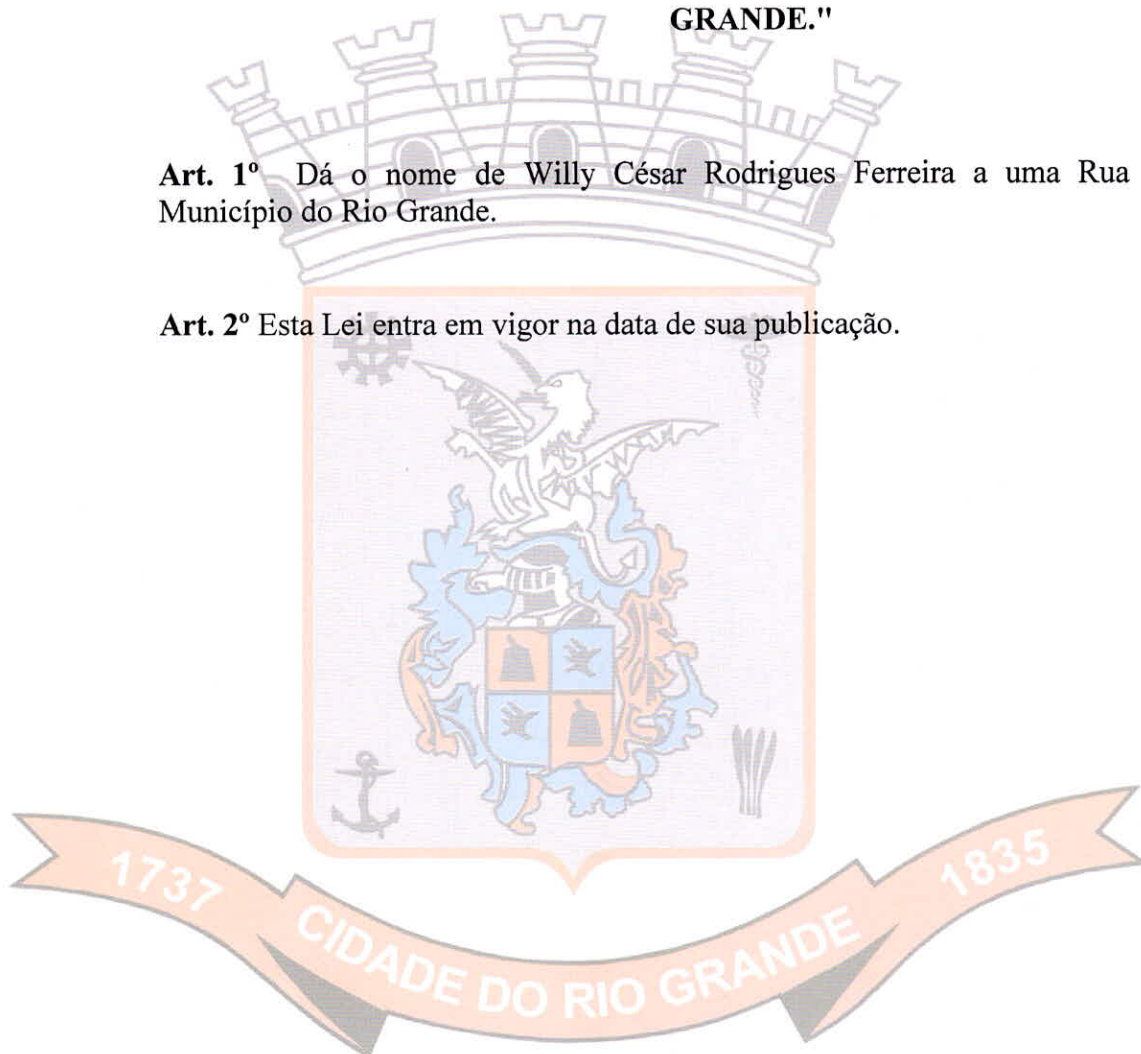 GRANDE."
Art. 1º Dá o nome de Willy César Rodrigues Ferreira a uma Rua
Município do Rio Grande.
Art. 2º Esta Lei entra em vigor na data de sua publicação.
1737
CIDADE DO RIO GRANDE
1835